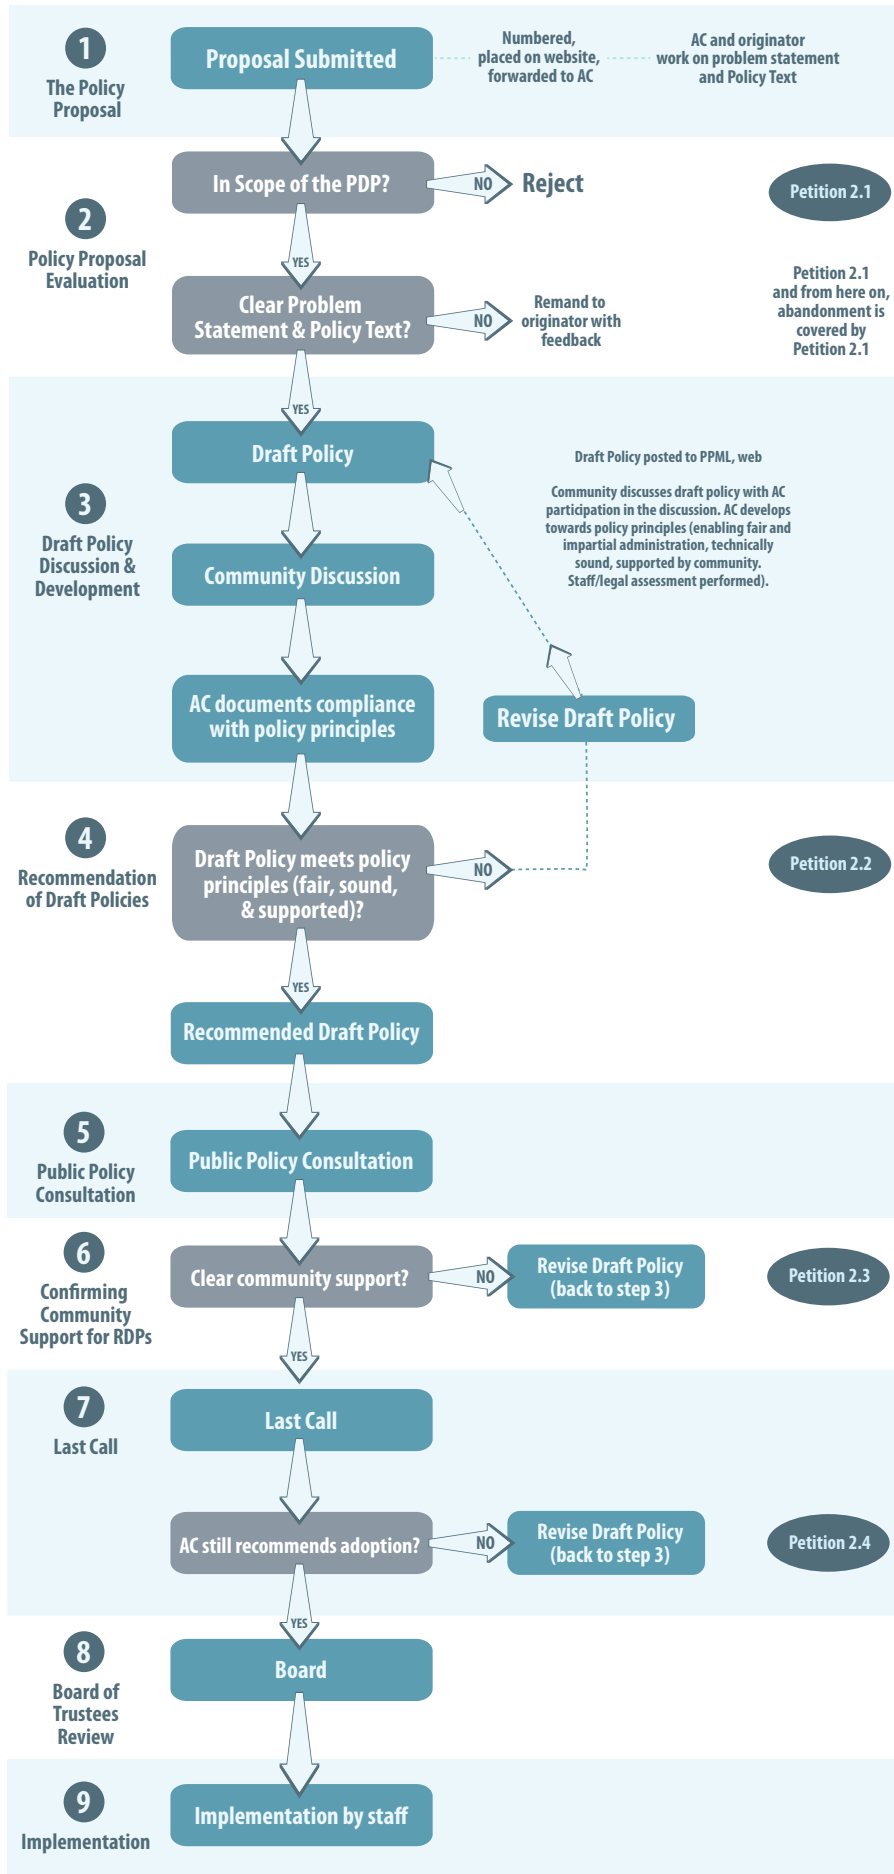 1
The Policy
Proposal
Proposal Submitted
Numbered,
placed on website,
forwarded to AC
AC and originator
work on problem statement
and Policy Text
2
Policy Proposal
Evaluation
In Scope of the PDP?
NO
Reject
Petition 2.1
YES
Clear Problem
Statement & Policy Text?
NO
Remand to
originator with
feedback
Petition 2.1
and from here on,
abandonment is
covered by
Petition 2.1
YES
3
Draft Policy
Discussion &
Development
Draft Policy
Draft Policy posted to PPML, web
Community discusses draft policy with AC
participation in the discussion. AC develops
towards policy principles (enabling fair and
impartial administration, technically
sound, supported by community.
Staff/legal assessment performed).
Community Discussion
AC documents compliance
with policy principles
Revise Draft Policy
4
Recommendation
of Draft Policies
Draft Policy meets policy
principles (fair, sound,
& supported)?
NO
Petition 2.2
YES
Recommended Draft Policy
5
Public Policy
Consultation
Public Policy Consultation
6
Confirming
Community
Support for RDPs
Clear community support?
NO
Revise Draft Policy
(back to step 3)
Petition 2.3
YES
7
Last Call
Last Call
AC still recommends adoption?
NO
Revise Draft Policy
(back to step 3)
Petition 2.4
YES
8
Board of
Trustees
Review
Board
9
Implementation
Implementation by staff